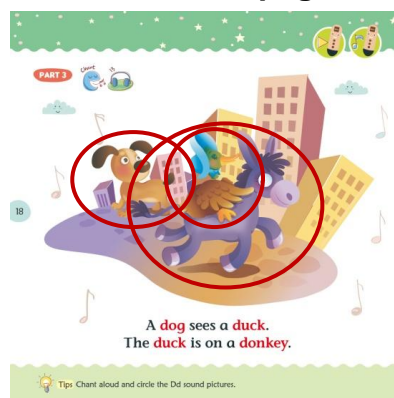 PART 3
Chant
18
A dog sees a duck.
The duck is on a donkey.
Tips Chant aloud and circle the Dd sound pictures.